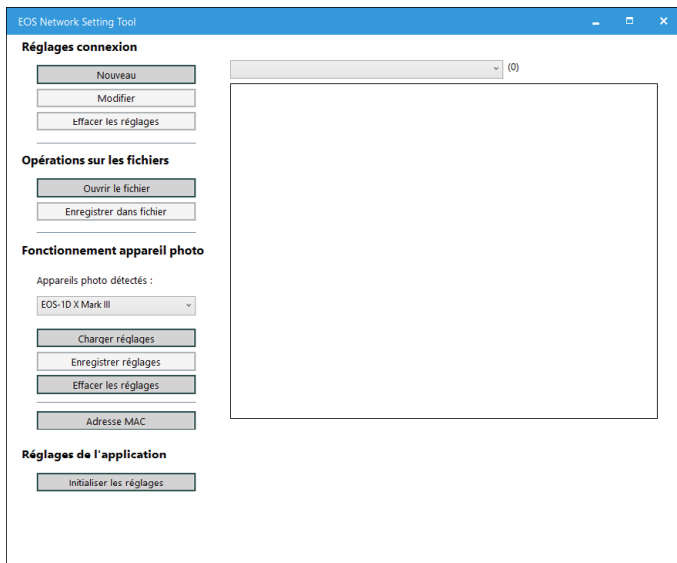 EOS Network Setting Tool
Réglages connexion
Nouveau
(0)
Modifier
Effacer les réglages
Opérations sur les fichiers
Ouvrir le fichier
Enregistrer dans fichier
Fonctionnement appareil photo
Appareils photo détectés :
EOS-1D X Mark III
Charger réglages
Enregistrer réglages
Effacer les réglages
Adresse MAC
Réglages de l'application
Initialiser les réglages